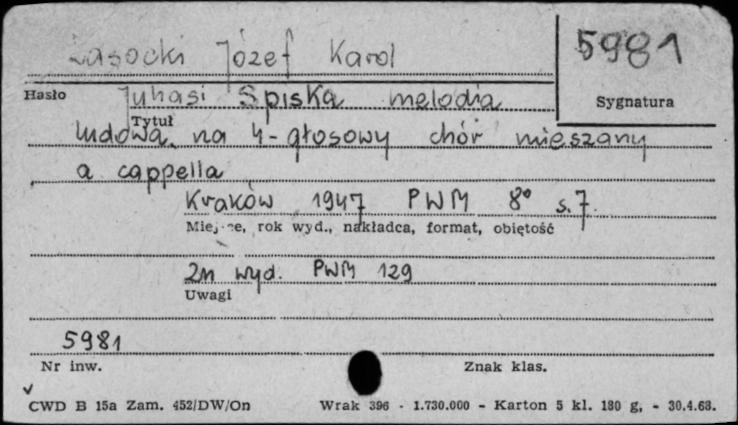 Lasocki Józef Karol
5981
Hasło
Sygnatura
Juhasi Spiska melodia
Tytuł
ludowa na 4-głosowy chór mieszany
a cappella
Kraków 1947 PWM 8° s. 7.
Miejsce, rok wyd., nakładca, format, objętość
Zn wyd. PWM 129
Uwagi
5981
Nr inw.
Znak klas.
CWD B 15a Zam. 452/DW/On
Wrak 396 - 1.730.000 - Karton 5 kl. 180 g, - 30.4.68.